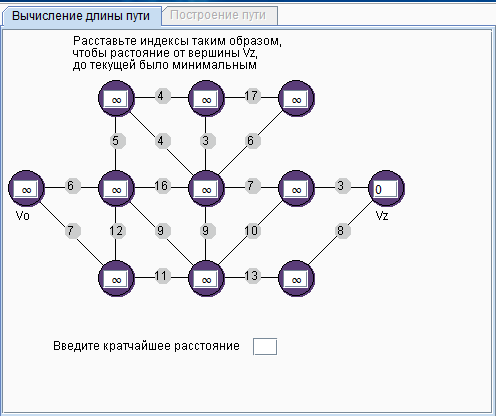 Вычисление длины пути Построение пути
Расставьте индексы таким образом,
чтобы растояние от вершины Vz,
до текущей было минимальным
∞ 4 ∞ 17 ∞
5 4 3 6
∞ 6 ∞ 16 ∞ 7 ∞ 3 0
Vo Vz
7 12 9 9 10 8
∞ 11 ∞ 13 ∞
Введите кратчайшее расстояние